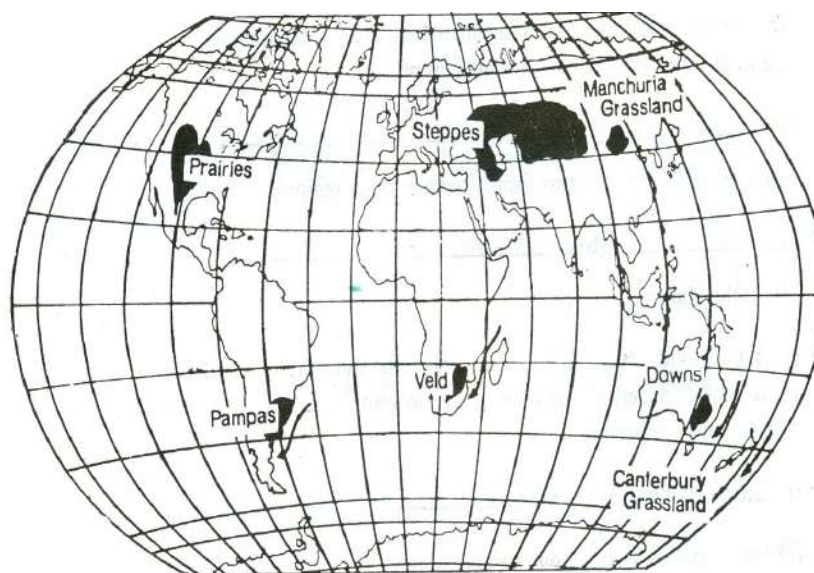 Manchuria
Grassland
Steppes
Prairies
Veld
Downs
Pampas
Canterbury
Grassland